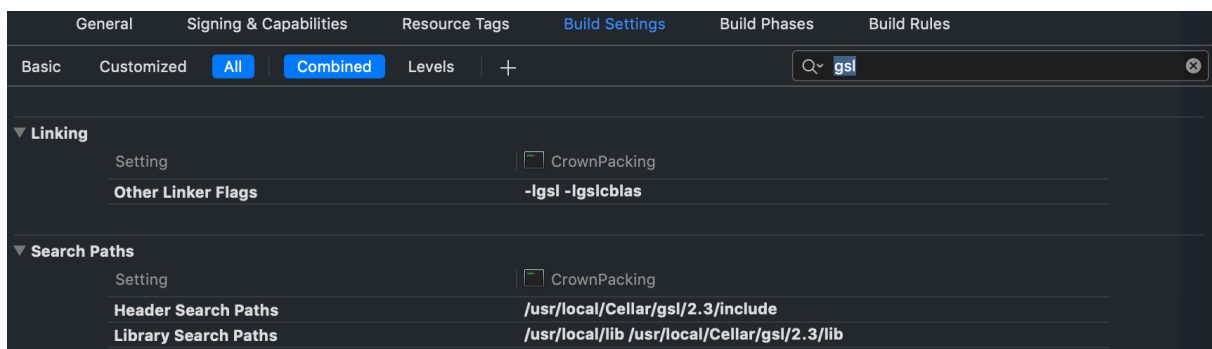 General Signing & Capabilities Resource Tags Build Settings Build Phases Build Rules
Basic Customized All Combined Levels + gsl
Linking
Setting CrownPacking
Other Linker Flags -lgsl -lgslcblas
Search Paths
Setting CrownPacking
Header Search Paths /usr/local/Cellar/gsl/2.3/include
Library Search Paths /usr/local/lib /usr/local/Cellar/gsl/2.3/lib